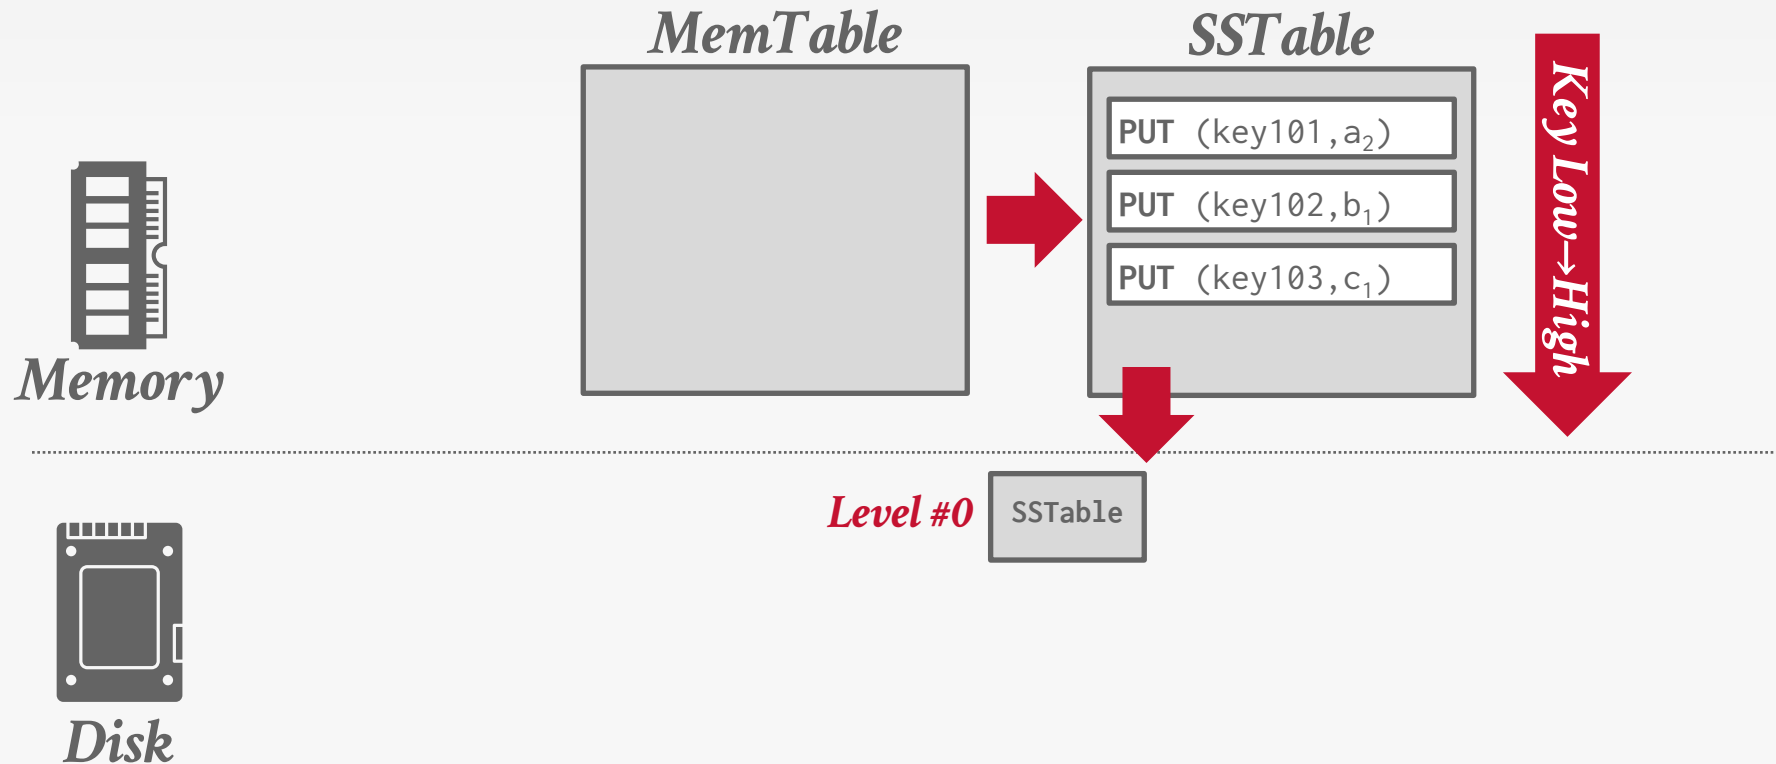 MemTable
SSTable
PUT (key101,a₂)
PUT (key102,b₁)
PUT (key103,c₁)
Key Low→High
Memory
Level #0
SSTable
Disk